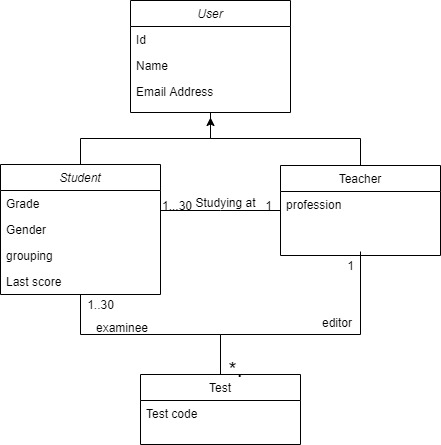 User
Id
Name
Email Address
Student
Grade
Gender
grouping
Last score
1...30 Studying at 1
Teacher
profession
1..30
examinee
1
editor
*.
Test
Test code